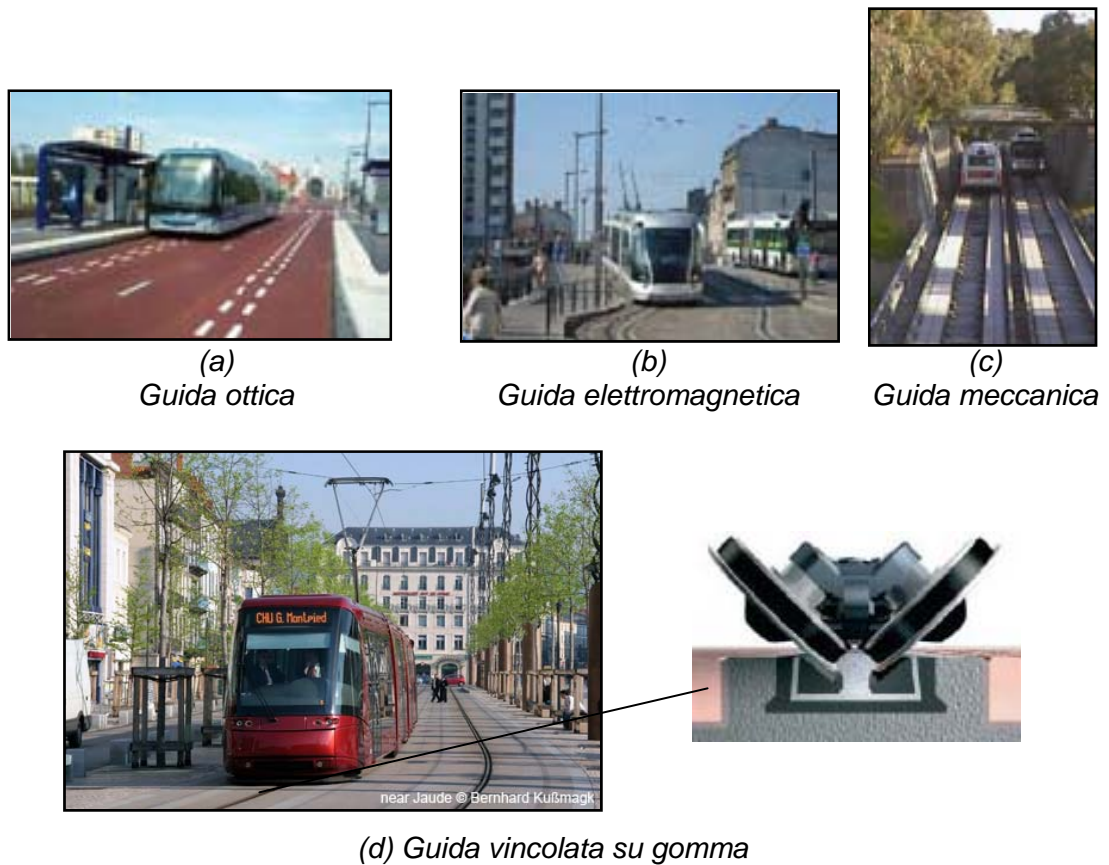 (a)
Guida ottica
(b)
Guida elettromagnetica
(c)
Guida meccanica
CHU G. Montpied
near Jaude © Bernhard Kußmagk
(d) Guida vincolata su gomma